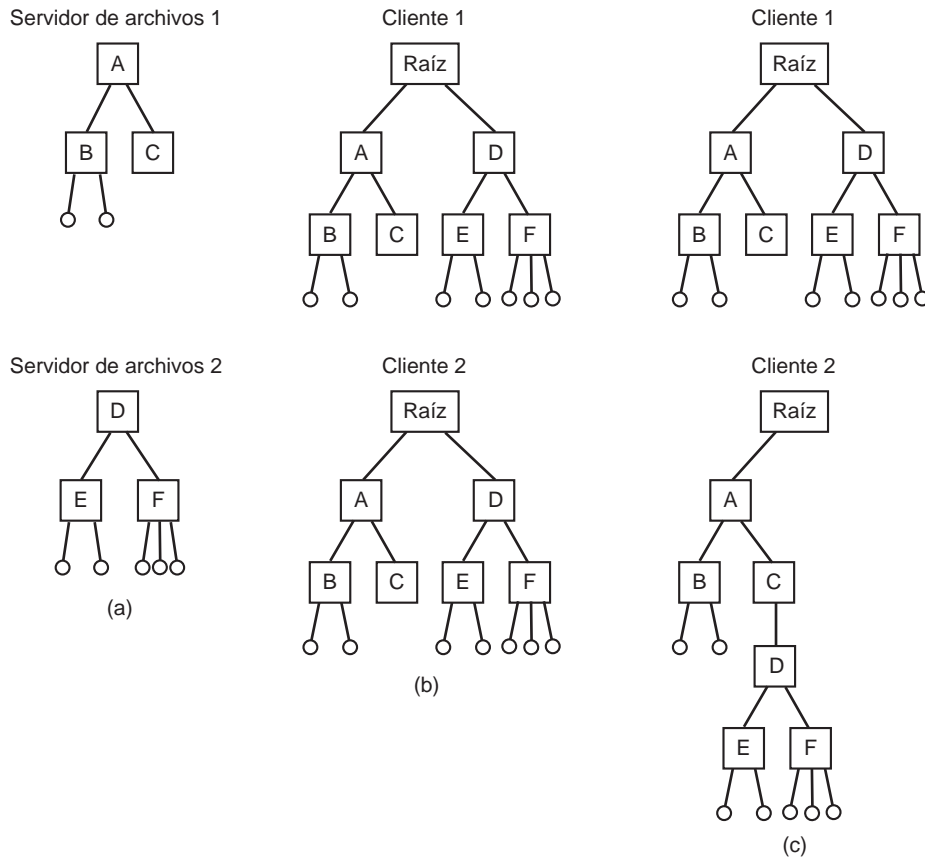 Servidor de archivos 1
A
B C
Cliente 1
Raíz
A D
B C E F
Cliente 1
Raíz
A D
B C E F
Servidor de archivos 2
D
E F
(a)
Cliente 2
Raíz
A D
B C E F
(b)
Cliente 2
Raíz
A
B C
D
E F
(c)